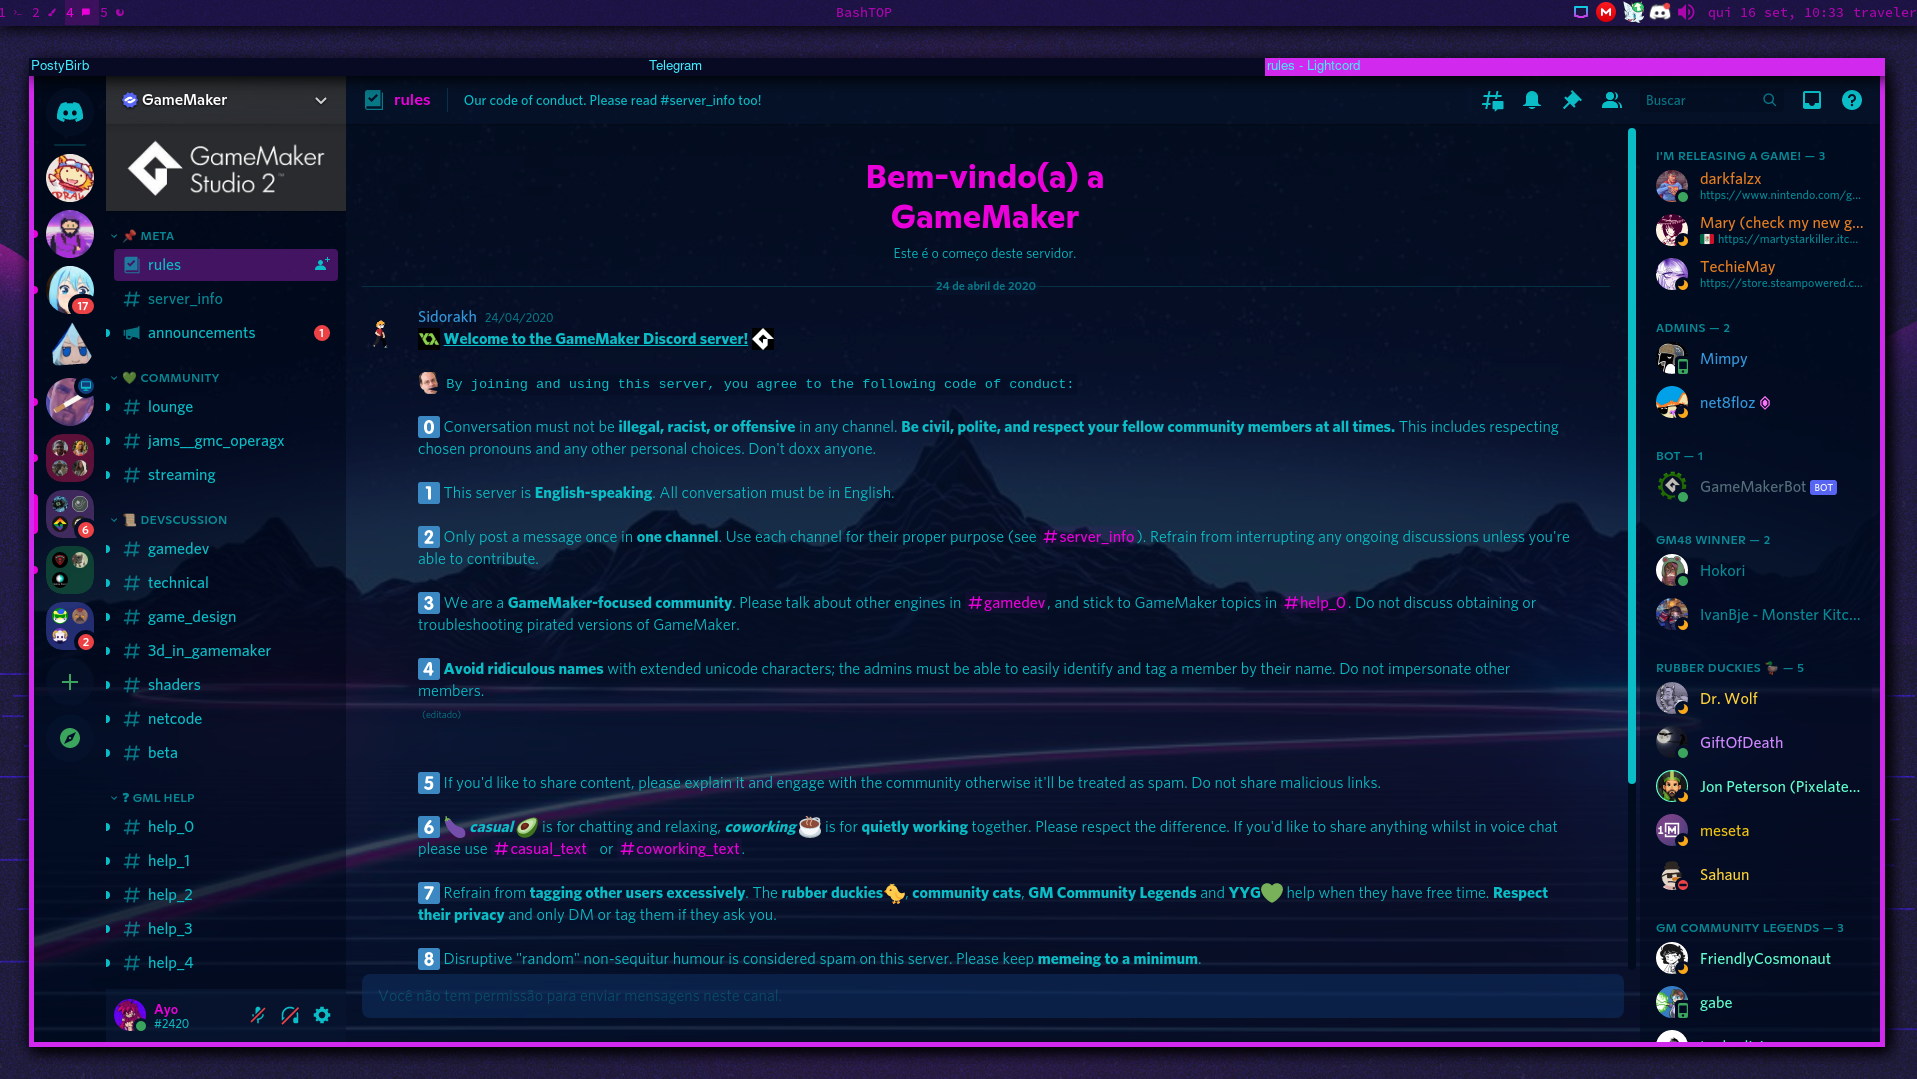 1 2 4 5
BashTOP
qui 16 set, 10:33 traveler
PostyBirb
Telegram
rules - Lightcord
GameMaker
rules
Our code of conduct. Please read #server_info too!
Buscar
GameMaker
Studio 2™
META
rules
server_info
announcements
1
COMMUNITY
lounge
jams__gmc_operagx
streaming
DEVSCUSSION
gamedev
technical
game_design
3d_in_gamemaker
shaders
netcode
beta
? GML HELP
help_0
help_1
help_2
help_3
help_4
17
6
2
Ayo
#2420
Bem-vindo(a) a
GameMaker
Este é o começo deste servidor.
24 de abril de 2020
Sidorakh 24/04/2020
Welcome to the GameMaker Discord server!
By joining and using this server, you agree to the following code of conduct:
0 Conversation must not be illegal, racist, or offensive in any channel. Be civil, polite, and respect your fellow community members at all times. This includes respecting
chosen pronouns and any other personal choices. Don't doxx anyone.
1 This server is English-speaking. All conversation must be in English.
2 Only post a message once in one channel. Use each channel for their proper purpose (see #server_info). Refrain from interrupting any ongoing discussions unless you're
able to contribute.
3 We are a GameMaker-focused community. Please talk about other engines in #gamedev, and stick to GameMaker topics in #help_0. Do not discuss obtaining or
troubleshooting pirated versions of GameMaker.
4 Avoid ridiculous names with extended unicode characters; the admins must be able to easily identify and tag a member by their name. Do not impersonate other
members.
(editado)
5 If you'd like to share content, please explain it and engage with the community otherwise it'll be treated as spam. Do not share malicious links.
6 🍆 casual🥑 is for chatting and relaxing, coworking☕ is for quietly working together. Please respect the difference. If you'd like to share anything whilst in voice chat
please use #casual_text or #coworking_text.
7 Refrain from tagging other users excessively. The rubber duckies🐤, community cats, GM Community Legends and YYG💚 help when they have free time. Respect
their privacy and only DM or tag them if they ask you.
8 Disruptive "random" non-sequitur humour is considered spam on this server. Please keep memeing to a minimum.
Você não tem permissão para enviar mensagens neste canal.
I'M RELEASING A GAME! — 3
darkfalzx
https://www.nintendo.com/g...
Mary (check my new g...
https://martystarkiller.itc...
TechieMay
https://store.steampowered.c...
ADMINS — 2
Mimpy
net8floz
BOT — 1
GameMakerBot BOT
GM48 WINNER — 2
Hokori
IvanBje - Monster Kitc...
RUBBER DUCKIES 🦆 — 5
Dr. Wolf
GiftOfDeath
Jon Peterson (Pixelate...
meseta
Sahaun
GM COMMUNITY LEGENDS — 3
FriendlyCosmonaut
gabe